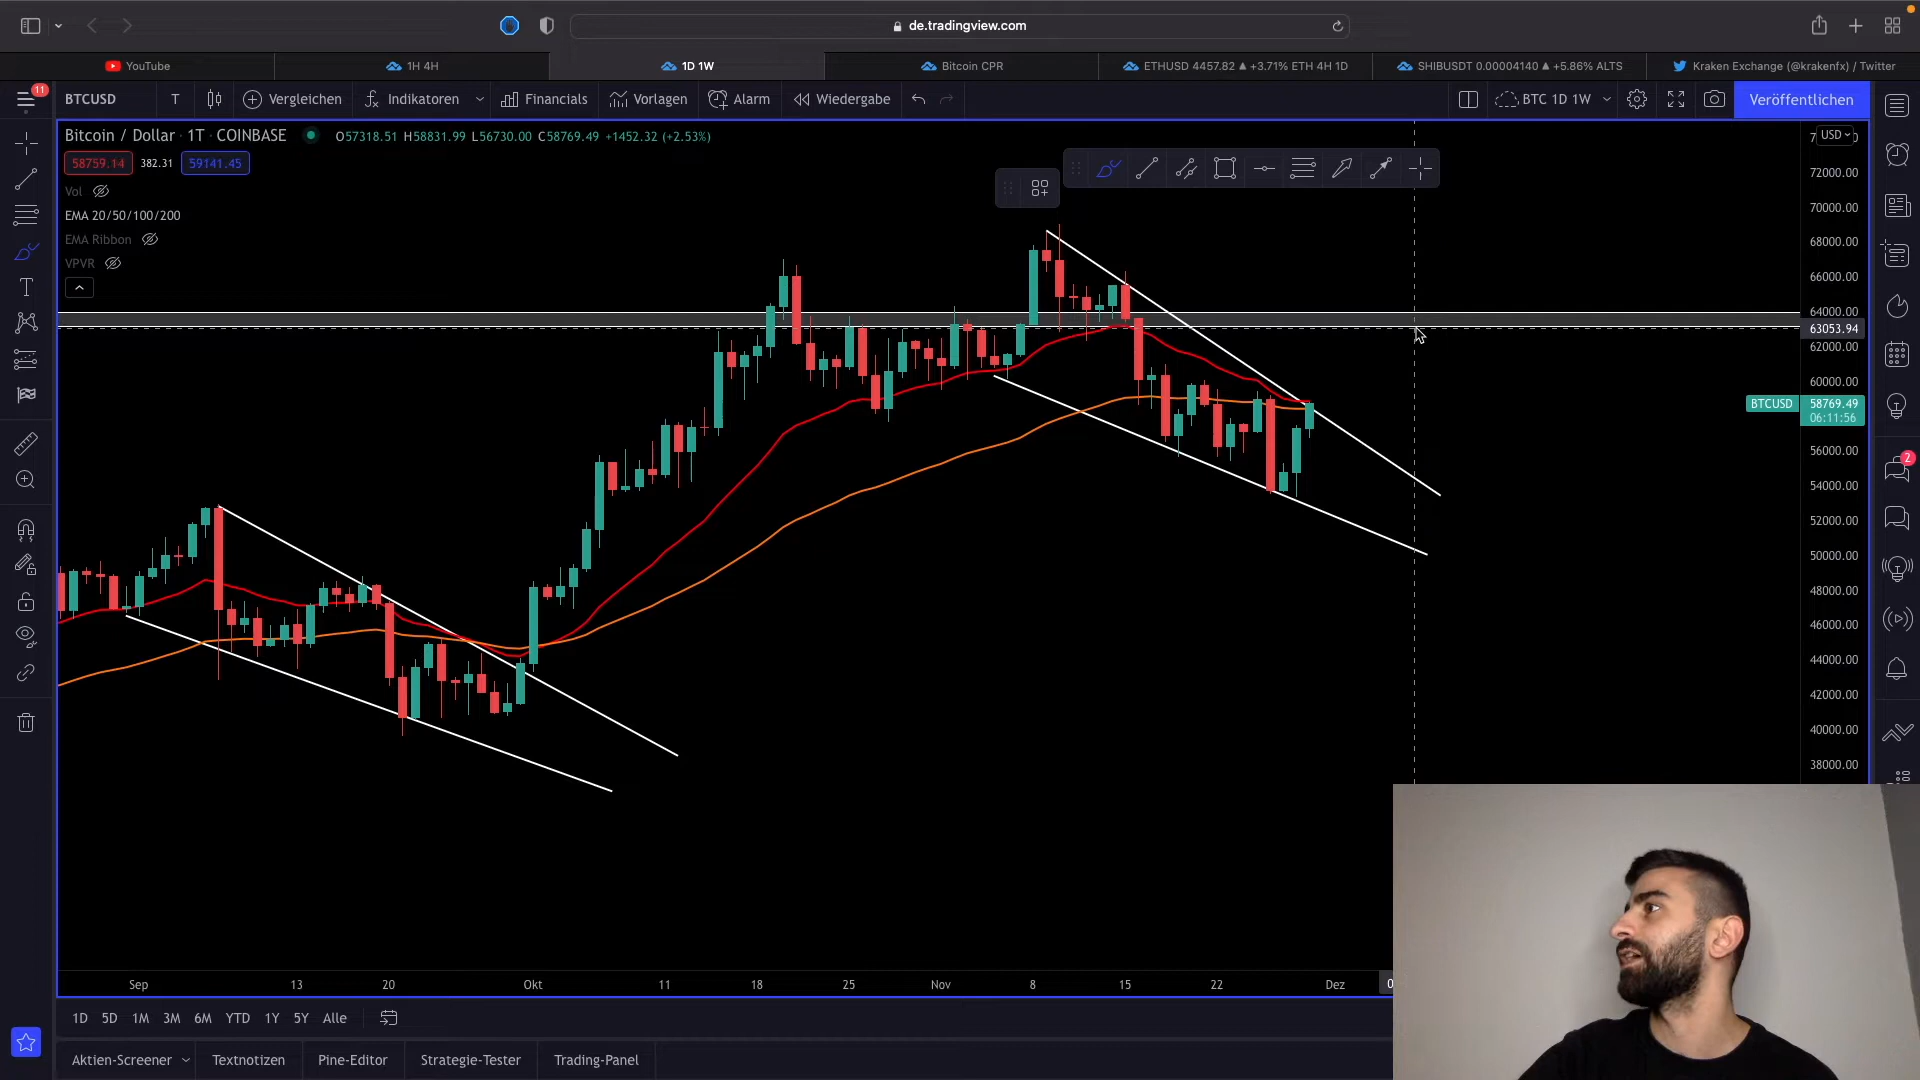 de.tradingview.com
YouTube
1H 4H
1D 1W
Bitcoin CPR
ETHUSD 4457.82 ▲ +3.71% ETH 4H 1D
SHIBUSDT 0.00004140 ▲ +5.86% ALTS
Kraken Exchange (@krakenfx) / Twitter
11
BTCUSD T Vergleichen Indikatoren Financials Vorlagen Alarm Wiedergabe BTC 1D 1W Veröffentlichen
Bitcoin / Dollar · 1T · COINBASE O57318.51 H58831.99 L56730.00 C58769.49 +1452.32 (+2.53%)
USD
58759.14 382.31 59141.45
Vol
EMA 20/50/100/200
EMA Ribbon
VPVR
72000.00
70000.00
68000.00
66000.00
64000.00
63053.94
62000.00
60000.00
BTCUSD 58769.49
06:11:56
56000.00
54000.00
52000.00
50000.00
48000.00
46000.00
44000.00
42000.00
40000.00
38000.00
2
Sep 13 20 Okt 11 18 25 Nov 8 15 22 Dez
1D 5D 1M 3M 6M YTD 1Y 5Y Alle
Aktien-Screener Textnotizen Pine-Editor Strategie-Tester Trading-Panel